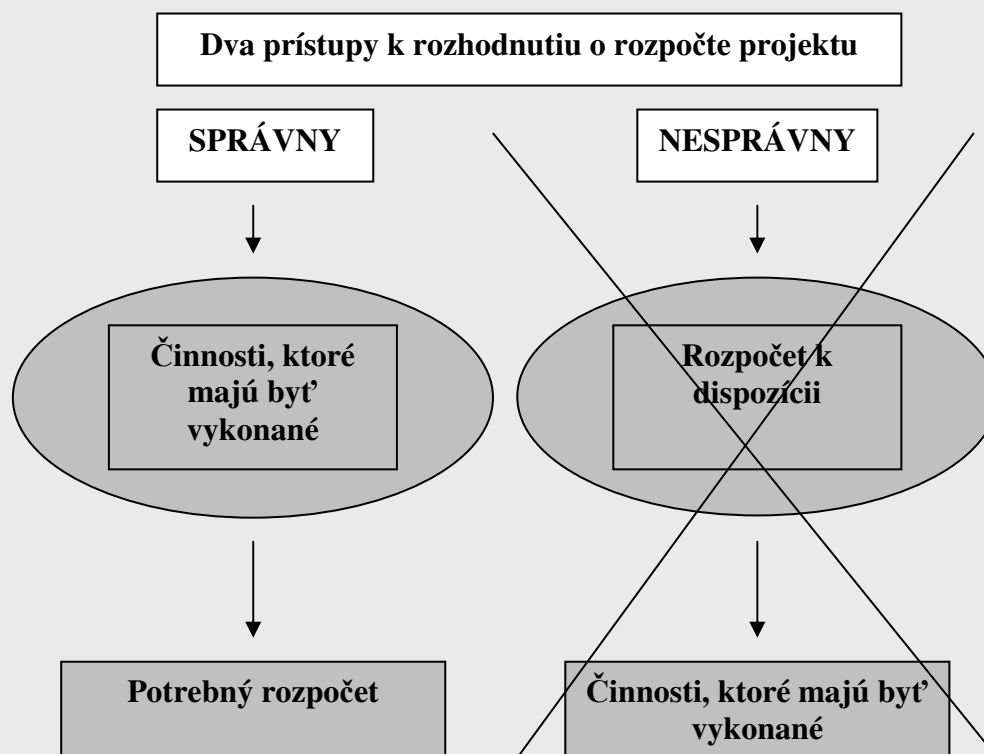 Dva prístupy k rozhodnutiu o rozpočte projektu
SPRÁVNY
NESPRÁVNY
Činnosti, ktoré
majú byť
vykonané
Rozpočet k
dispozícii
Potrebný rozpočet
Činnosti, ktoré majú byť
vykonané